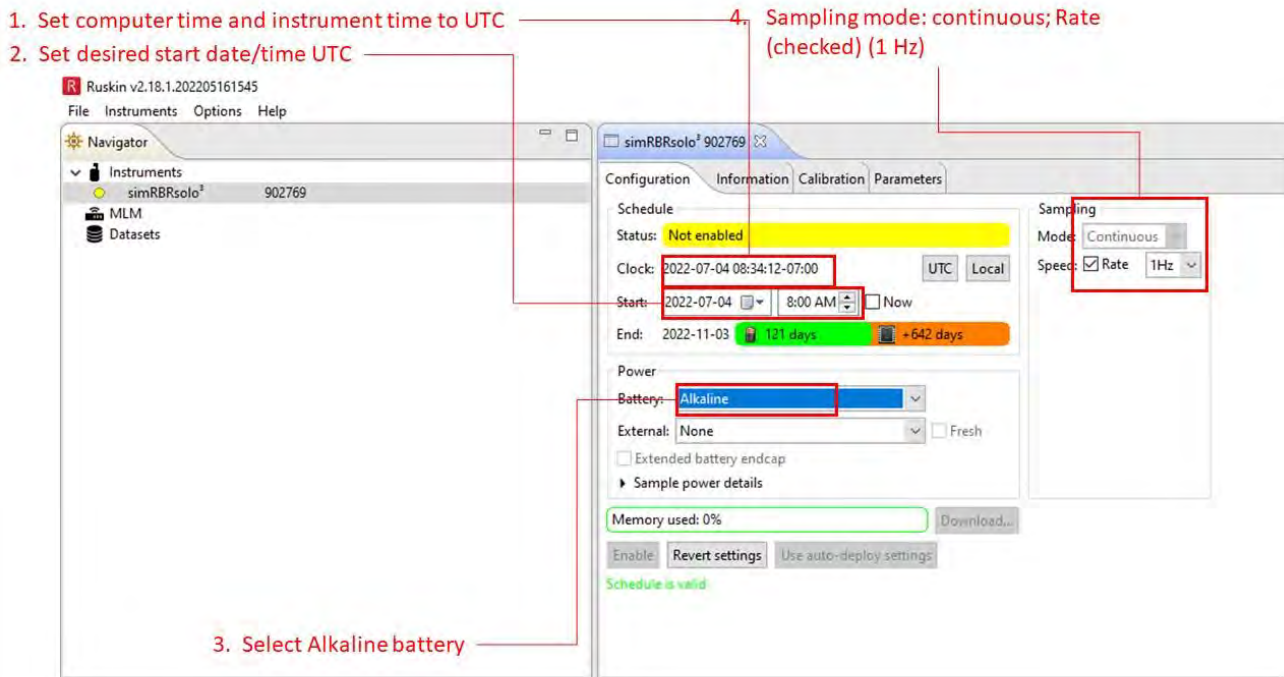 1. Set computer time and instrument time to UTC
2. Set desired start date/time UTC
4. Sampling mode: continuous; Rate
(checked) (1 Hz)
R Ruskin v2.18.1.202205161545
File Instruments Options Help
Navigator
Instruments
simRBRsolo³ 902769
MLM
Datasets
simRBRsolo³ 902769
Configuration Information Calibration Parameters
Schedule
Status: Not enabled
Clock: 2022-07-04 08:34:12-07:00 UTC Local
Start: 2022-07-04 8:00 AM Now
End: 2022-11-03 121 days +642 days
Power
Battery: Alkaline
External: None Fresh
Extended battery endcap
Sample power details
Memory used: 0% Download...
Enable Revert settings Use auto-deploy settings
Schedule is valid
Sampling
Mode: Continuous
Speed: Rate 1Hz
3. Select Alkaline battery